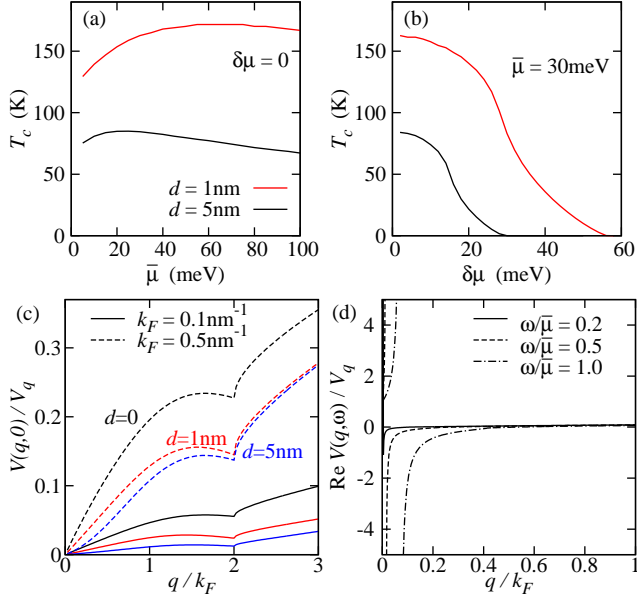 (a)
δμ = 0
T_c (K)
150
100
50
0
d = 1nm
d = 5nm
0 20 40 60 80 100
μ̄ (meV)
(b)
μ̄ = 30meV
T_c (K)
150
100
50
0
0 20 40 60
δμ (meV)
(c)
k_F = 0.1nm⁻¹
k_F = 0.5nm⁻¹
V(q,0) / V_q
0.3
0.2
0.1
0
d=0
d=1nm
d=5nm
0 1 2 3
q / k_F
(d)
ω/μ̄ = 0.2
ω/μ̄ = 0.5
ω/μ̄ = 1.0
Re V(q,ω) / V_q
4
2
0
-2
-4
0 0.2 0.4 0.6 0.8 1
q / k_F